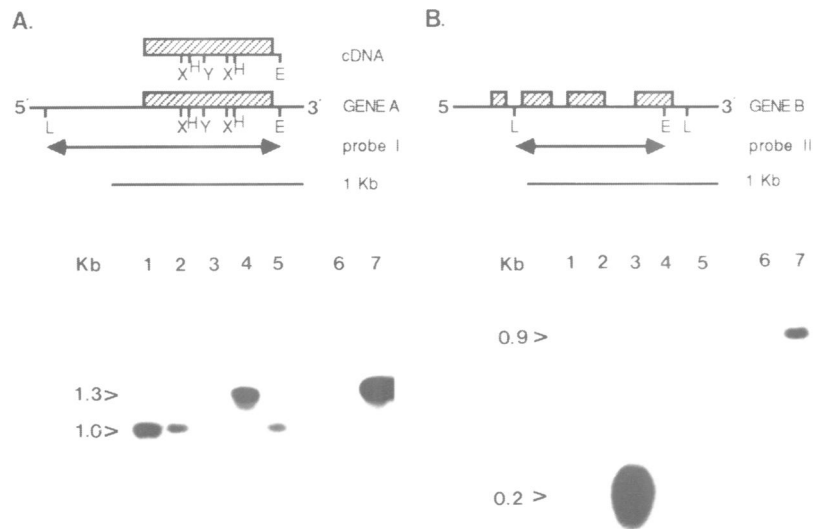 A.
cDNA
X H Y X H E
5´ 3´ GENE A
L X H Y X H E
probe I
1 Kb
Kb 1 2 3 4 5 6 7
1.3 >
1.0 >
B.
5´ 3´ GENE B
L E L
probe II
1 Kb
Kb 1 2 3 4 5 6 7
0.9 >
0.2 >